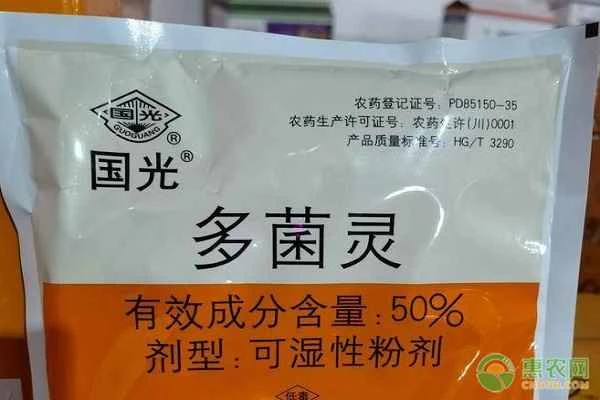 农药登记证号：PD85150-35
农药生产许可证号：农药生许(川)0001
产品质量标准号：HG/T 3290
国光
GUOGUANG®
国光®
多菌灵
有效成分含量：50%
剂型：可湿性粉剂
低毒
惠农网
CNHNB.COM